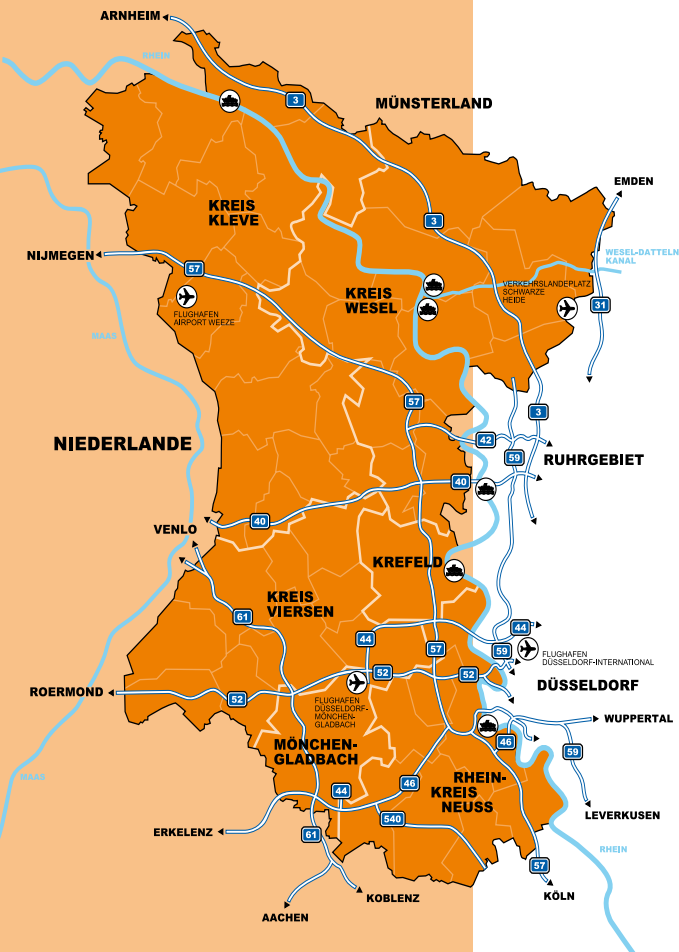 ARNHEIM
RHEIN
3
MÜNSTERLAND
EMDEN
KREIS
KLEVE
3
NIJMEGEN
57
WESEL-DATTELN
KANAL
VERKEHRSLANDEPLATZ
SCHWARZE
HEIDE
KREIS
WESEL
31
FLUGHAFEN
AIRPORT WEEZE
MAAS
57
3
NIEDERLANDE
42
59
RUHRGEBIET
40
40
VENLO
KREFELD
KREIS
VIERSEN
61
44
44
57
59
FLUGHAFEN
DÜSSELDORF-INTERNATIONAL
52
52
DÜSSELDORF
ROERMOND
52
FLUGHAFEN
DÜSSELDORF-
MÖNCHEN-
GLADBACH
WUPPERTAL
46
59
MÖNCHEN-
GLADBACH
MAAS
RHEIN-
KREIS
NEUSS
46
44
LEVERKUSEN
540
ERKELENZ
61
RHEIN
57
KOBLENZ
KÖLN
AACHEN